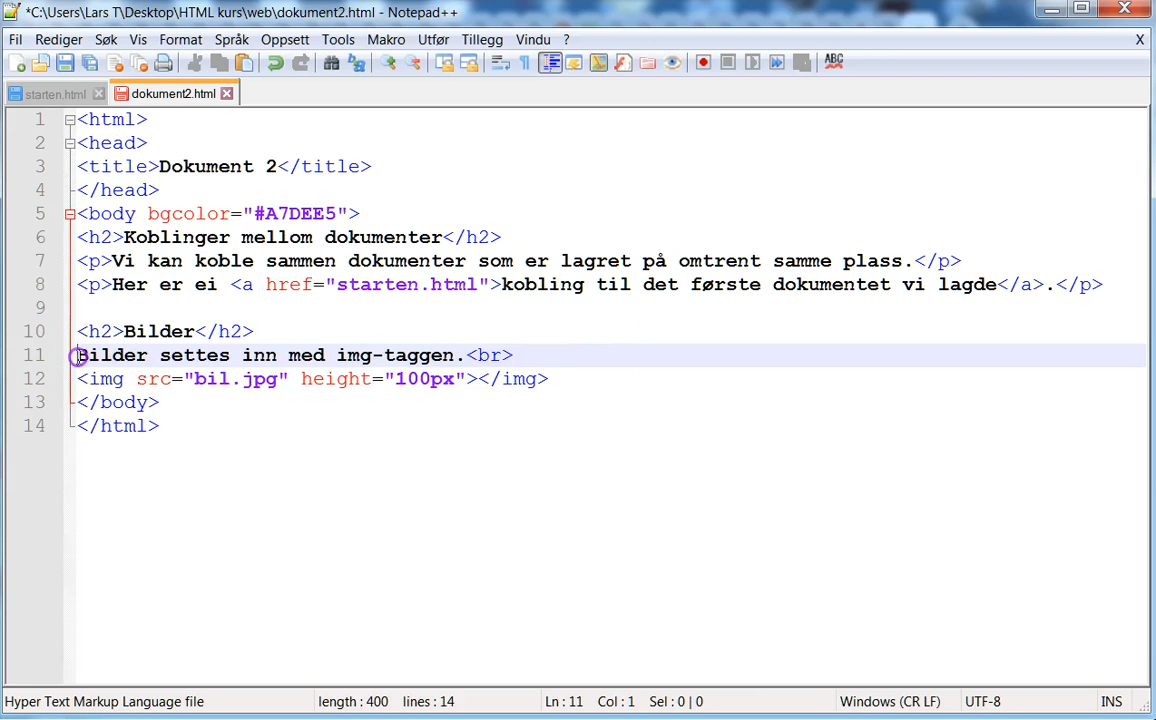 *C:\Users\Lars T\Desktop\HTML kurs\web\dokument2.html - Notepad++
Fil Rediger Søk Vis Format Språk Oppsett Tools Makro Utfør Tillegg Vindu ? X
ABC
starten.html dokument2.html
1 <html>
2 <head>
3 <title>Dokument 2</title>
4 </head>
5 <body bgcolor="#A7DEE5">
6 <h2>Koblinger mellom dokumenter</h2>
7 <p>Vi kan koble sammen dokumenter som er lagret på omtrent samme plass.</p>
8 <p>Her er ei <a href="starten.html">kobling til det første dokumentet vi lagde</a>.</p>
9
10 <h2>Bilder</h2>
11 Bilder settes inn med img-taggen.<br>
12 <img src="bil.jpg" height="100px"></img>
13 </body>
14 </html>
Hyper Text Markup Language file length : 400 lines : 14 Ln : 11 Col : 1 Sel : 0 | 0 Windows (CR LF) UTF-8 INS